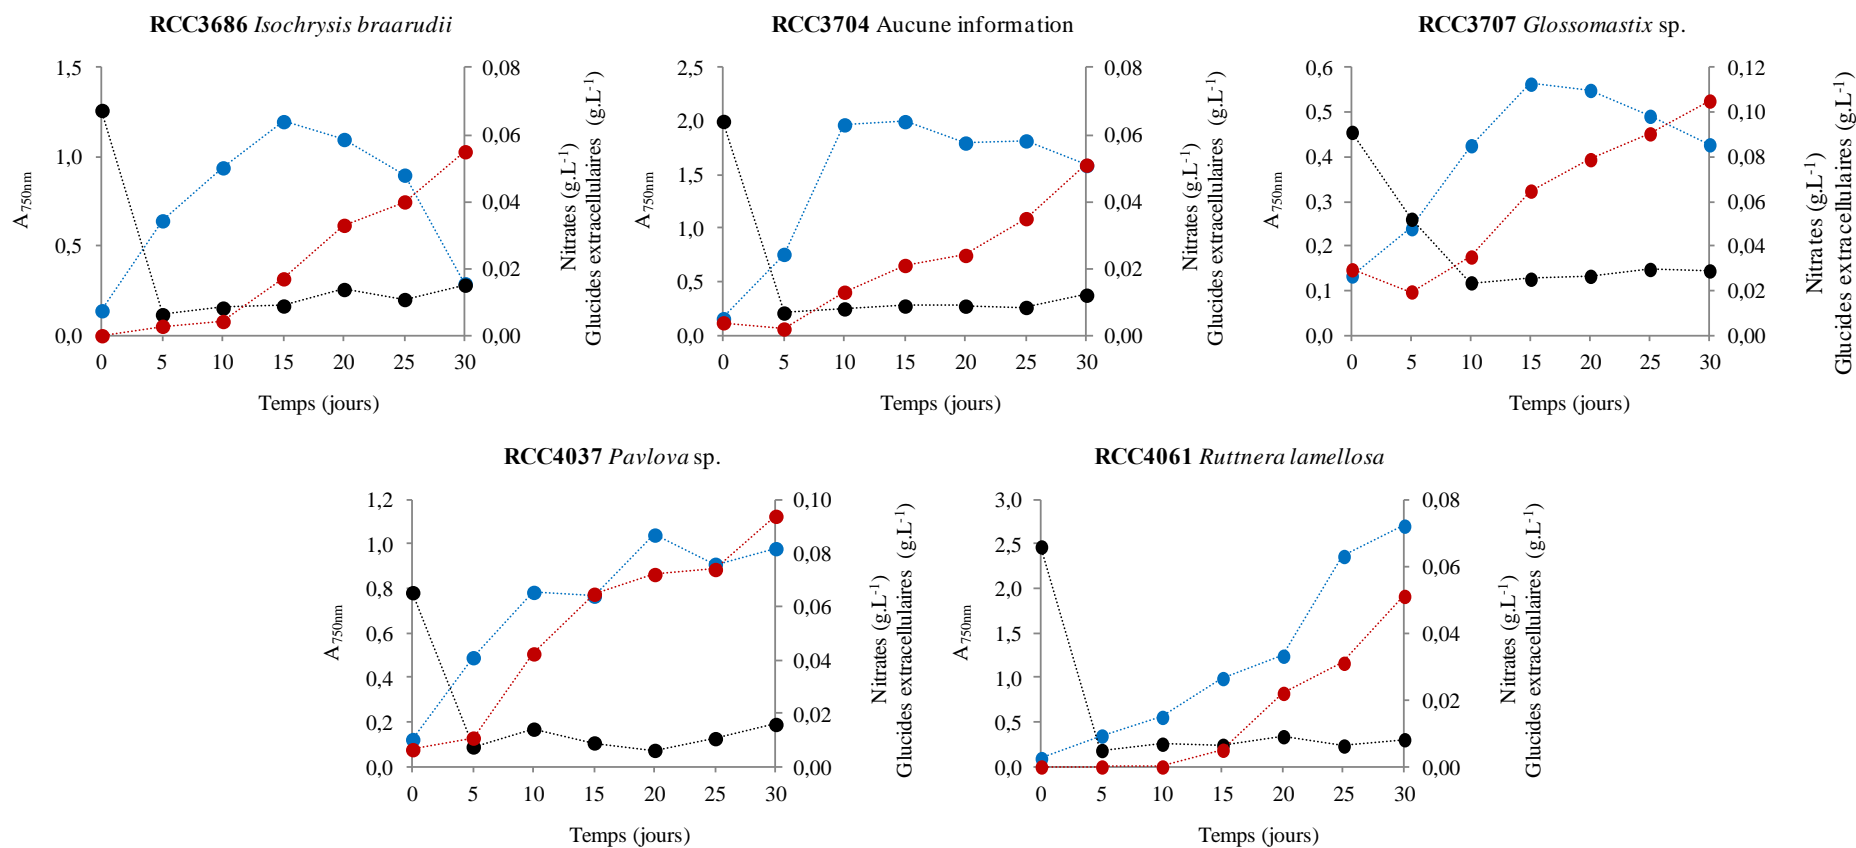 RCC3686 Isochrysis braarudii
1,5
1,0
0,5
0,0
A750nm
0,08
0,06
0,04
0,02
0,00
Nitrates (g.L-1)
Glucides extracellulaires (g.L-1)
0 5 10 15 20 25 30
Temps (jours)
RCC3704 Aucune information
2,5
2,0
1,5
1,0
0,5
0,0
A750nm
0,08
0,06
0,04
0,02
0,00
Nitrates (g.L-1)
Glucides extracellulaires (g.L-1)
0 5 10 15 20 25 30
Temps (jours)
RCC3707 Glossomastix sp.
0,6
0,5
0,4
0,3
0,2
0,1
0,0
A750nm
0,12
0,10
0,08
0,06
0,04
0,02
0,00
Nitrates (g.L-1)
Glucides extracellulaires (g.L-1)
0 5 10 15 20 25 30
Temps (jours)
RCC4037 Pavlova sp.
1,2
1,0
0,8
0,6
0,4
0,2
0,0
A750nm
0,10
0,08
0,06
0,04
0,02
0,00
Nitrates (g.L-1)
Glucides extracellulaires (g.L-1)
0 5 10 15 20 25 30
Temps (jours)
RCC4061 Ruttnera lamellosa
3,0
2,5
2,0
1,5
1,0
0,5
0,0
A750nm
0,08
0,06
0,04
0,02
0,00
Nitrates (g.L-1)
Glucides extracellulaires (g.L-1)
0 5 10 15 20 25 30
Temps (jours)